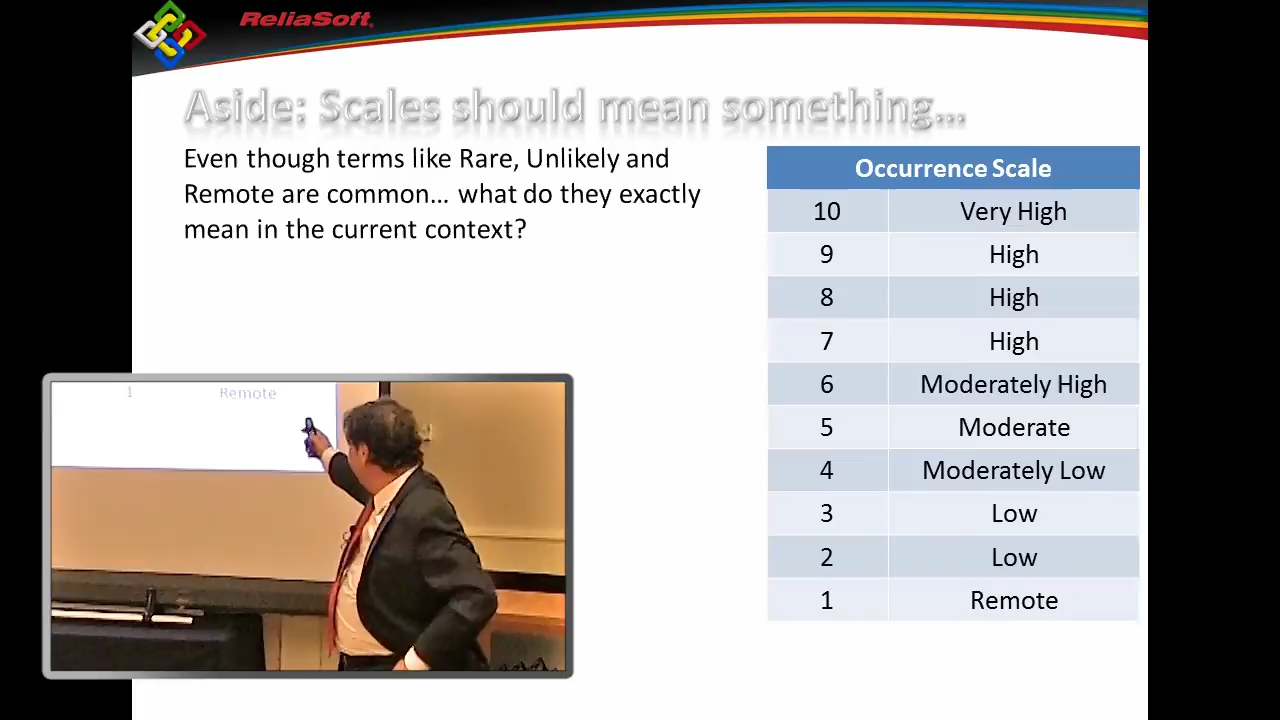 ReliaSoft
Aside: Scales should mean something...
Even though terms like Rare, Unlikely and
Remote are common... what do they exactly
mean in the current context?
Occurrence Scale
10 Very High
9 High
8 High
7 High
6 Moderately High
5 Moderate
4 Moderately Low
3 Low
2 Low
1 Remote
1 Remote